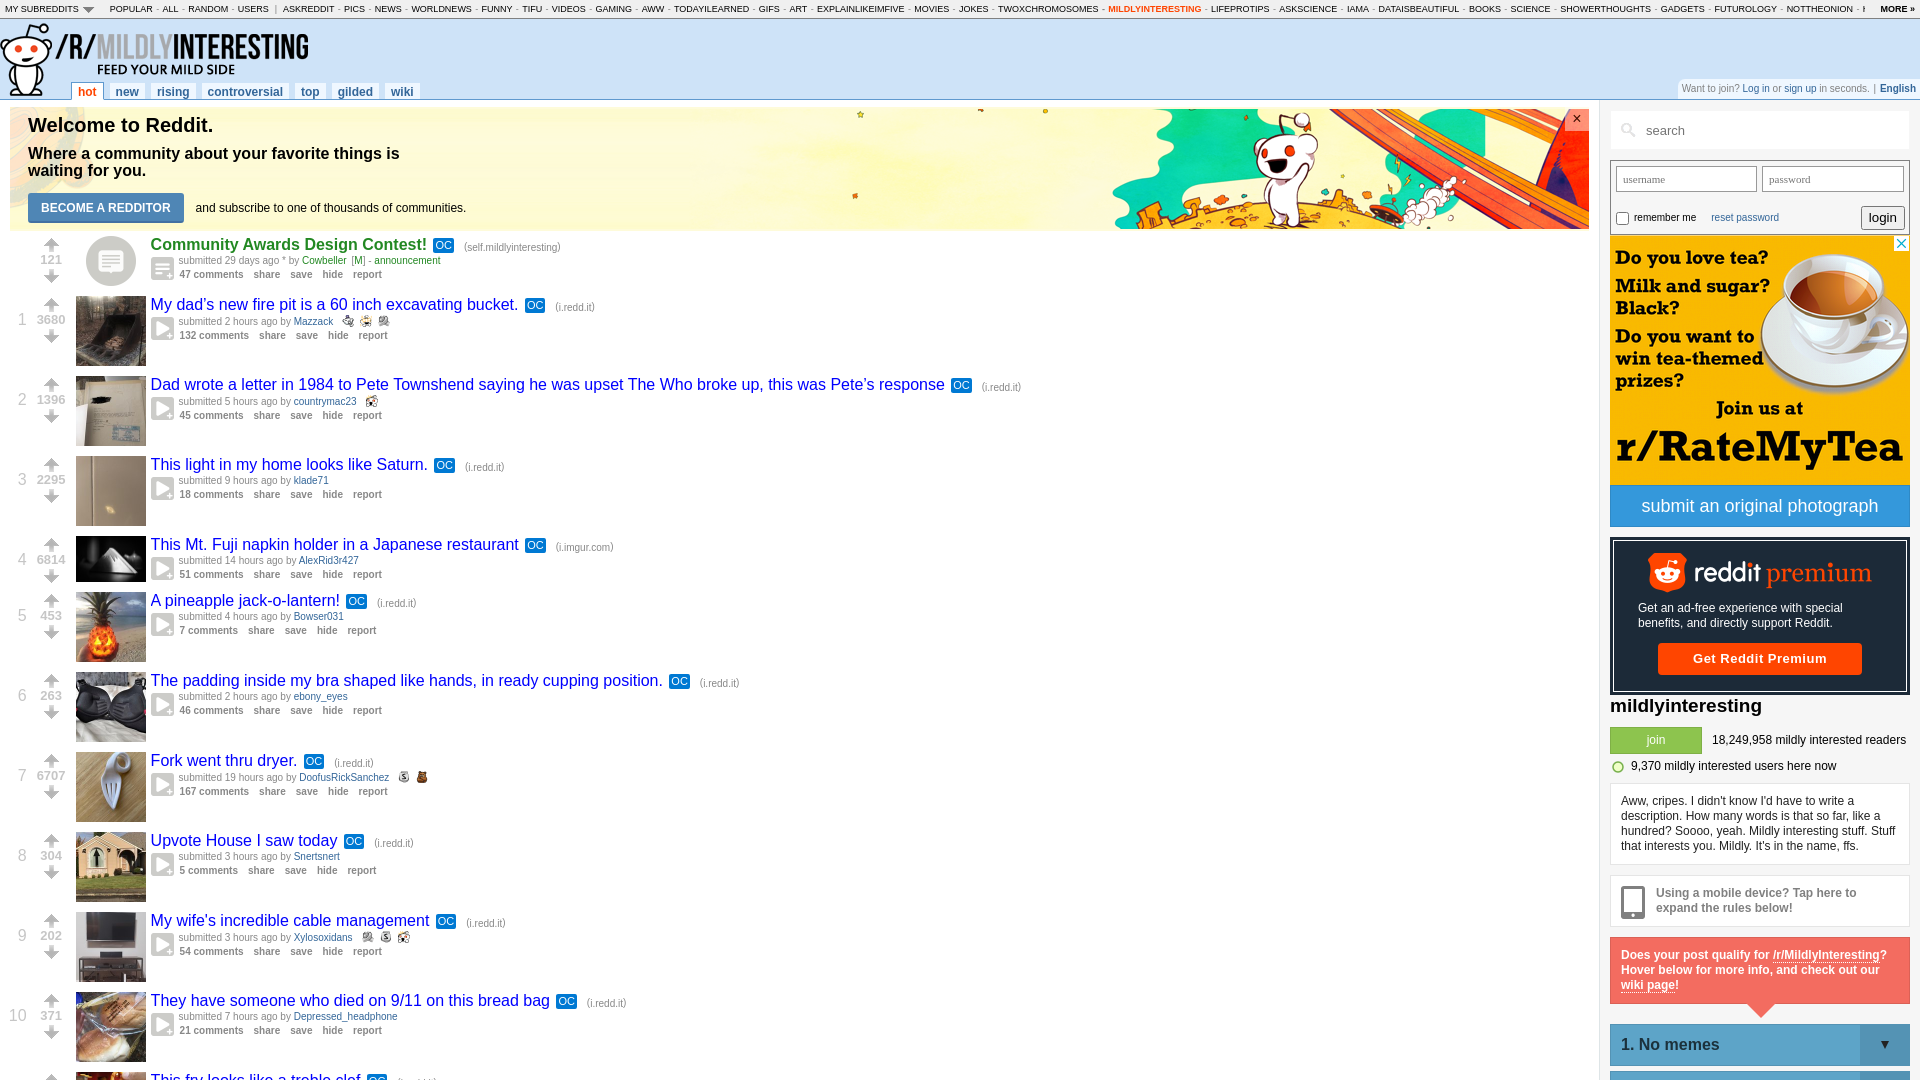 MY SUBREDDITS POPULAR - ALL - RANDOM - USERS | ASKREDDIT - PICS - NEWS - WORLDNEWS - FUNNY - TIFU - VIDEOS - GAMING - AWW - TODAYILEARNED - GIFS - ART - EXPLAINLIKEIMFIVE - MOVIES - JOKES - TWOXCHROMOSOMES - MILDLYINTERESTING - LIFEPROTIPS - ASKSCIENCE - IAMA - DATAISBEAUTIFUL - BOOKS - SCIENCE - SHOWERTHOUGHTS - GADGETS - FUTUROLOGY - NOTTHEONION - MORE »
/R/MILDLYINTERESTING
FEED YOUR MILD SIDE
hot new rising controversial top gilded wiki
Want to join? Log in or sign up in seconds. | English
Welcome to Reddit.
Where a community about your favorite things is
waiting for you.
BECOME A REDDITOR and subscribe to one of thousands of communities.
×
121
Community Awards Design Contest! OC (self.mildlyinteresting)
submitted 29 days ago * by Cowbeller [M] - announcement
47 comments share save hide report
1 3680
My dad’s new fire pit is a 60 inch excavating bucket. OC (i.redd.it)
submitted 2 hours ago by Mazzack
132 comments share save hide report
2 1396
Dad wrote a letter in 1984 to Pete Townshend saying he was upset The Who broke up, this was Pete’s response OC (i.redd.it)
submitted 5 hours ago by countrymac23
45 comments share save hide report
3 2295
This light in my home looks like Saturn. OC (i.redd.it)
submitted 9 hours ago by klade71
18 comments share save hide report
4 6814
This Mt. Fuji napkin holder in a Japanese restaurant OC (i.imgur.com)
submitted 14 hours ago by AlexRid3r427
51 comments share save hide report
5 453
A pineapple jack-o-lantern! OC (i.redd.it)
submitted 4 hours ago by Bowser031
7 comments share save hide report
6 263
The padding inside my bra shaped like hands, in ready cupping position. OC (i.redd.it)
submitted 2 hours ago by ebony_eyes
46 comments share save hide report
7 6707
Fork went thru dryer. OC (i.redd.it)
submitted 19 hours ago by DoofusRickSanchez
167 comments share save hide report
8 304
Upvote House I saw today OC (i.redd.it)
submitted 3 hours ago by Snertsnert
5 comments share save hide report
9 202
My wife's incredible cable management OC (i.redd.it)
submitted 3 hours ago by Xylosoxidans
54 comments share save hide report
10 371
They have someone who died on 9/11 on this bread bag OC (i.redd.it)
submitted 7 hours ago by Depressed_headphone
21 comments share save hide report
This fry looks like a treble clef OC
search
username password
remember me reset password login
Do you love tea?
Milk and sugar?
Black?
Do you want to
win tea-themed
prizes?
Join us at
r/RateMyTea
submit an original photograph
reddit premium
Get an ad-free experience with special
benefits, and directly support Reddit.
Get Reddit Premium
mildlyinteresting
join 18,249,958 mildly interested readers
9,370 mildly interested users here now
Aww, cripes. I didn't know I'd have to write a
description. How many words is that so far, like a
hundred? Soooo, yeah. Mildly interesting stuff. Stuff
that interests you. Mildly. It's in the name, ffs.
Using a mobile device? Tap here to
expand the rules below!
Does your post qualify for /r/MildlyInteresting?
Hover below for more info, and check out our
wiki page!
1. No memes ▼